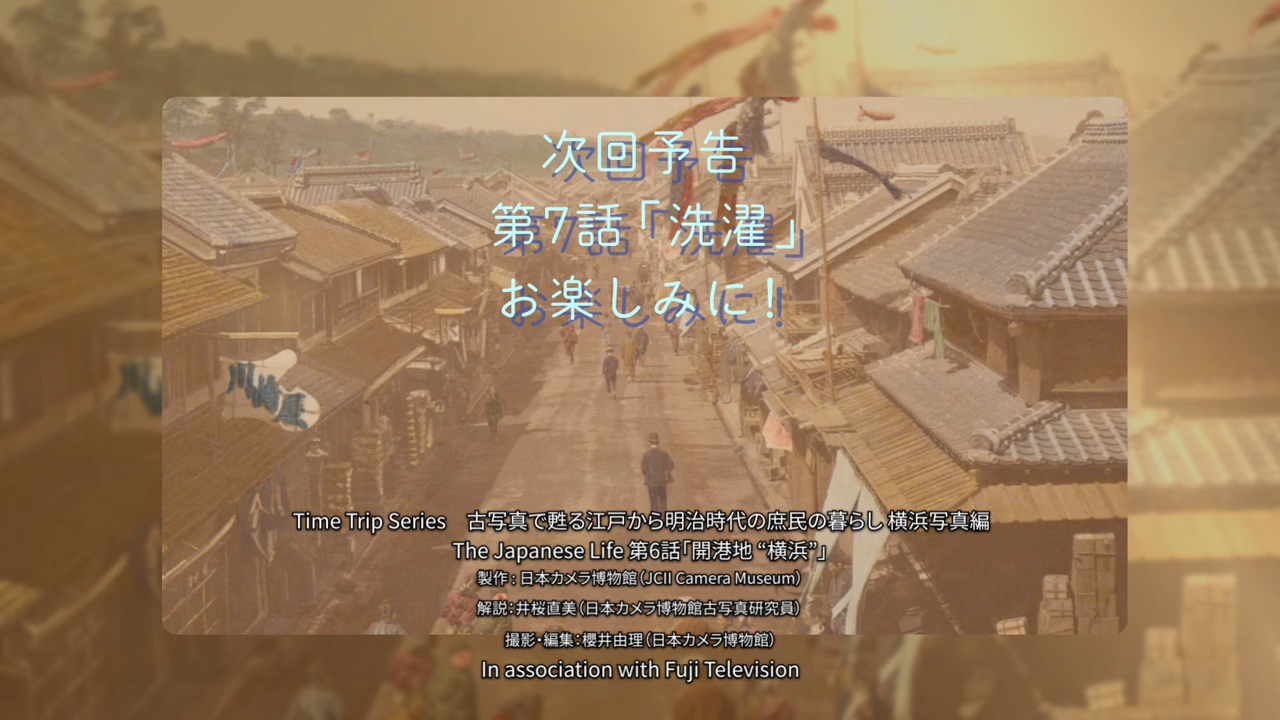 次回予告
第7話「洗濯」
お楽しみに！
川崎屋
Time Trip Series　古写真で甦る江戸から明治時代の庶民の暮らし 横浜写真編
The Japanese Life 第6話「開港地 “横浜”」
製作：日本カメラ博物館（JCII Camera Museum）
解説：井桜直美（日本カメラ博物館古写真研究員）
撮影・編集：櫻井由理（日本カメラ博物館）
In association with Fuji Television